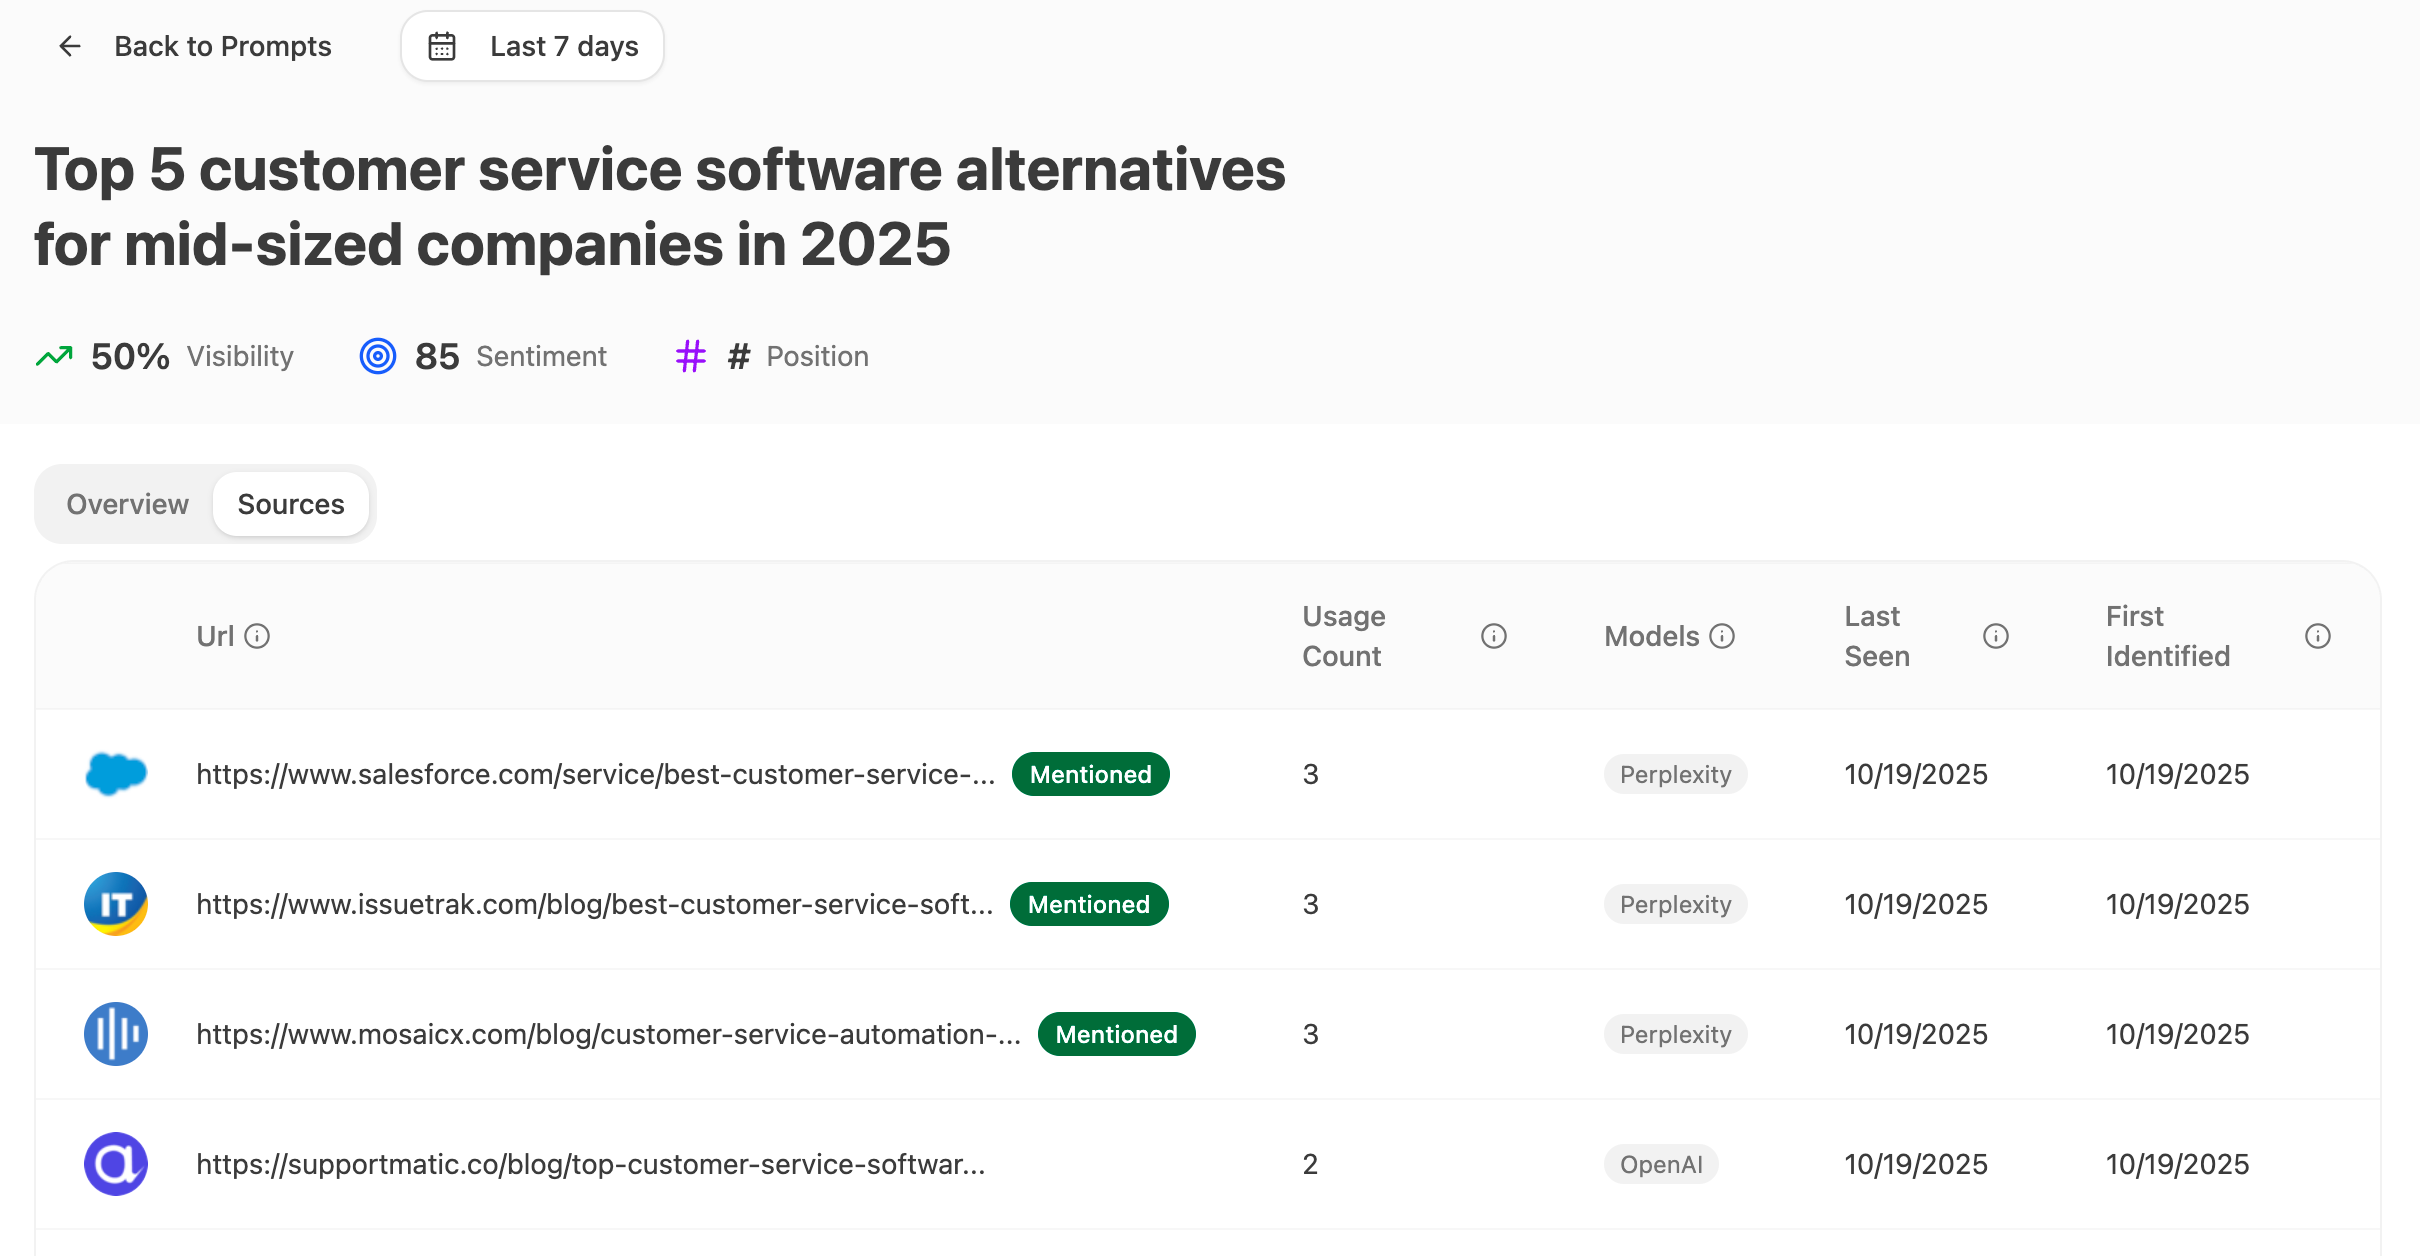 Back to Prompts
Last 7 days
Top 5 customer service software alternatives
for mid-sized companies in 2025
50% Visibility
85 Sentiment
# Position
Overview
Sources
Url
Usage
Count
Models
Last
Seen
First
Identified
https://www.salesforce.com/service/best-customer-service-... Mentioned 3 Perplexity 10/19/2025 10/19/2025
IT
https://www.issuetrak.com/blog/best-customer-service-soft... Mentioned 3 Perplexity 10/19/2025 10/19/2025
https://www.mosaicx.com/blog/customer-service-automation-... Mentioned 3 Perplexity 10/19/2025 10/19/2025
a
https://supportmatic.co/blog/top-customer-service-softwar... 2 OpenAI 10/19/2025 10/19/2025